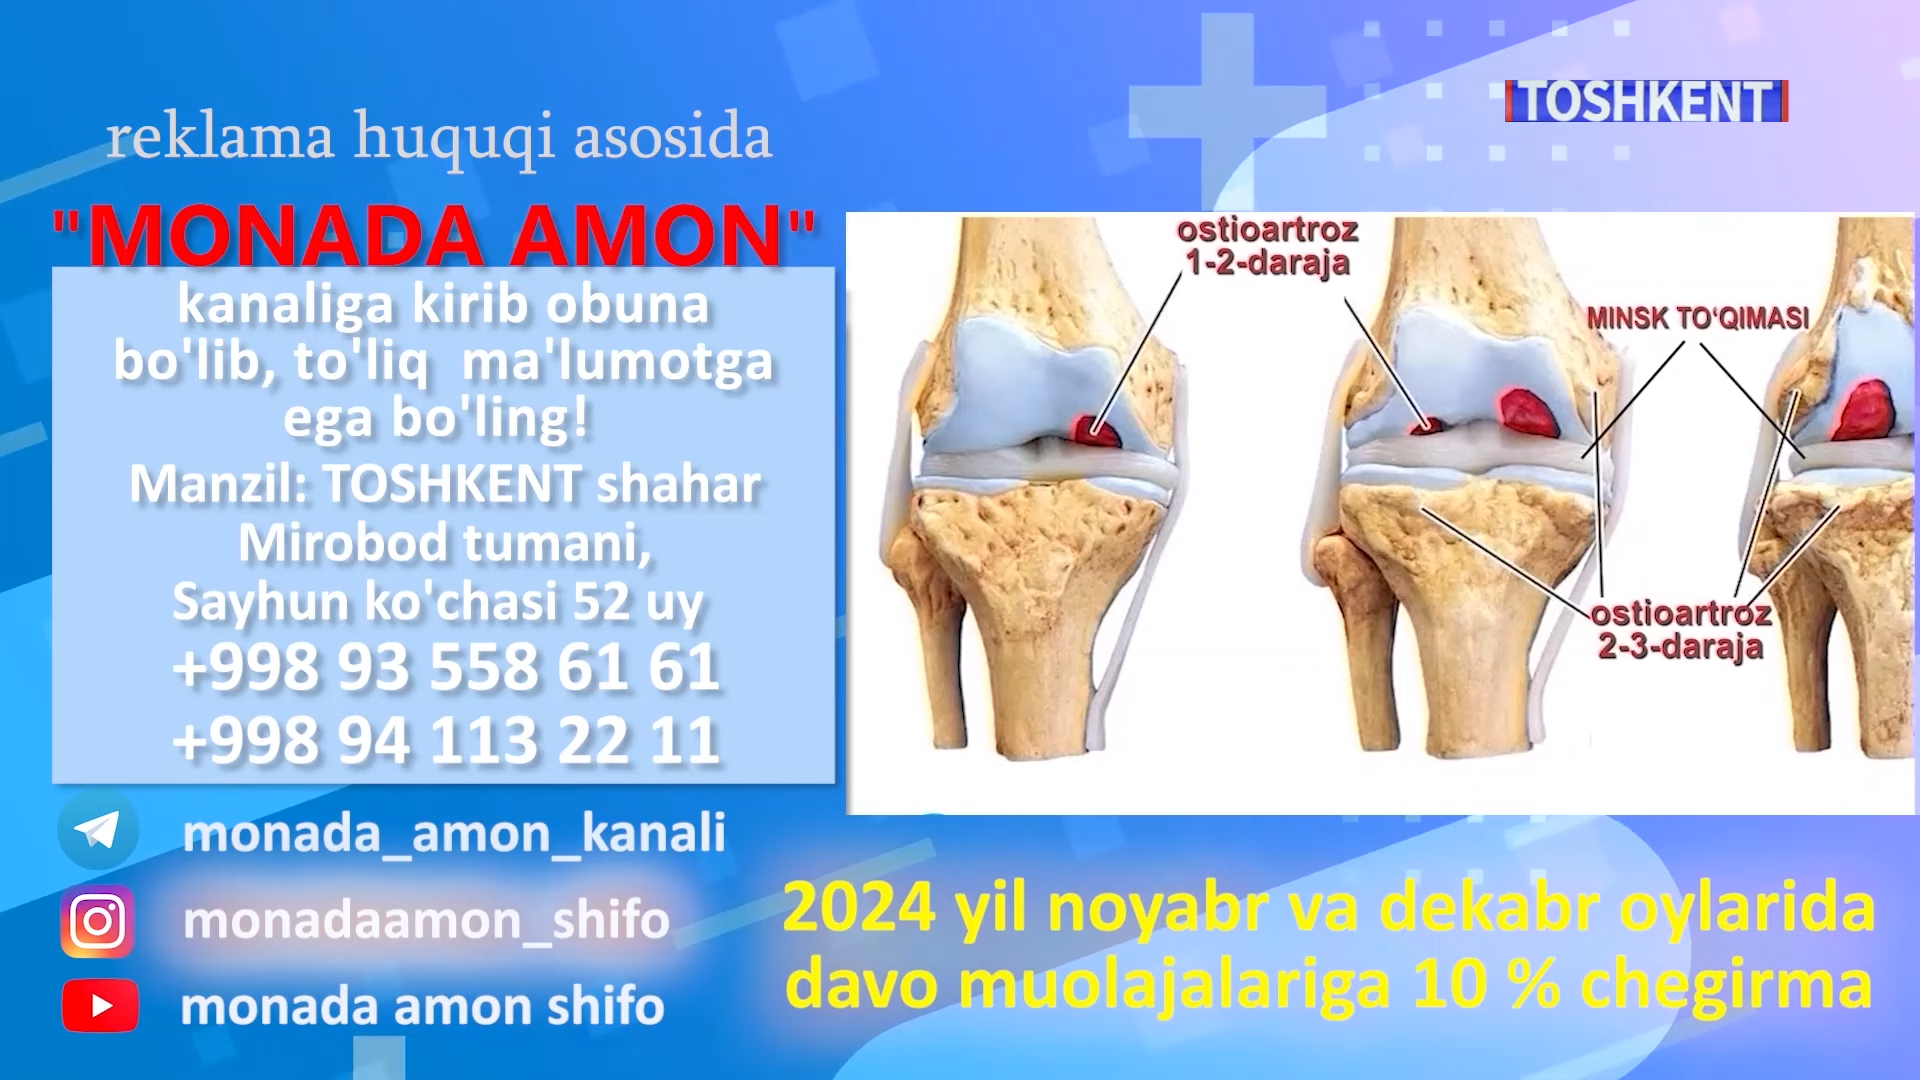 reklama huquqi asosida
TOSHKENT
"MONADA AMON"
kanaliga kirib obuna
bo'lib, to'liq ma'lumotga
ega bo'ling!
Manzil: TOSHKENT shahar
Mirobod tumani,
Sayhun ko'chasi 52 uy
+998 93 558 61 61
+998 94 113 22 11
ostioartroz
1-2-daraja
MINSK TO‘QIMASI
ostioartroz
2-3-daraja
monada_amon_kanali
monadaamon_shifo
monada amon shifo
2024 yil noyabr va dekabr oylarida
davo muolajalariga 10 % chegirma